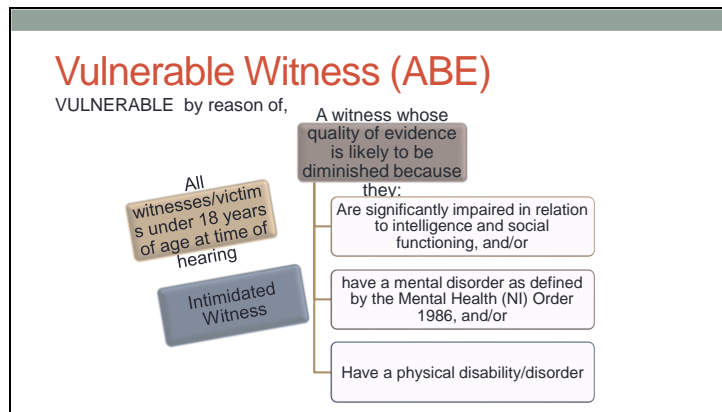 Vulnerable Witness (ABE)
VULNERABLE by reason of,
A witness whose
quality of evidence
is likely to be
diminished because
they:
All
witnesses/victim
s under 18 years
of age at time of
hearing
Intimidated
Witness
Are significantly impaired in relation
to intelligence and social
functioning, and/or
have a mental disorder as defined
by the Mental Health (NI) Order
1986, and/or
Have a physical disability/disorder